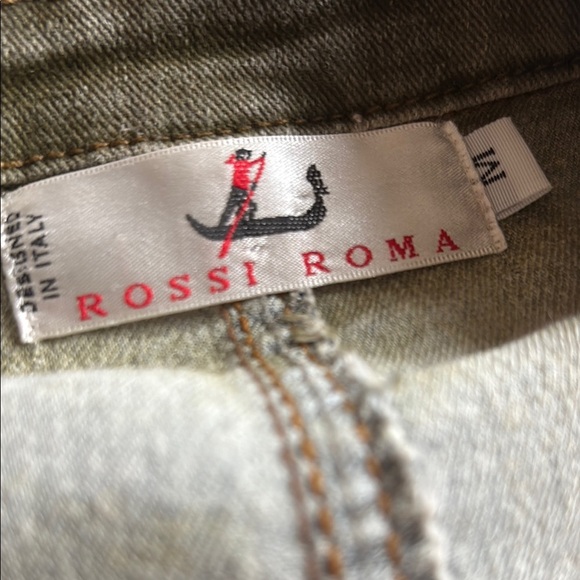 DESIGNED
IN ITALY
ROSSI ROMA
M